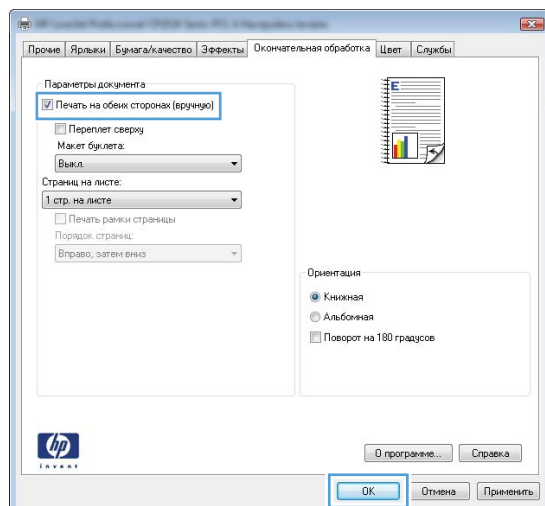 Прочие Ярлыки Бумага/качество Эффекты Окончательная обработка Цвет Службы
Параметры документа
Печать на обеих сторонах (вручную)
Переплет сверху
Макет буклета:
Выкл.
Страниц на листе:
1 стр. на листе
Печать рамки страницы
Порядок страниц:
Вправо, затем вниз
E
Ориентация
Книжная
Альбомная
Поворот на 180 градусов
hp
invent
О программе... Справка
OK Отмена Применить